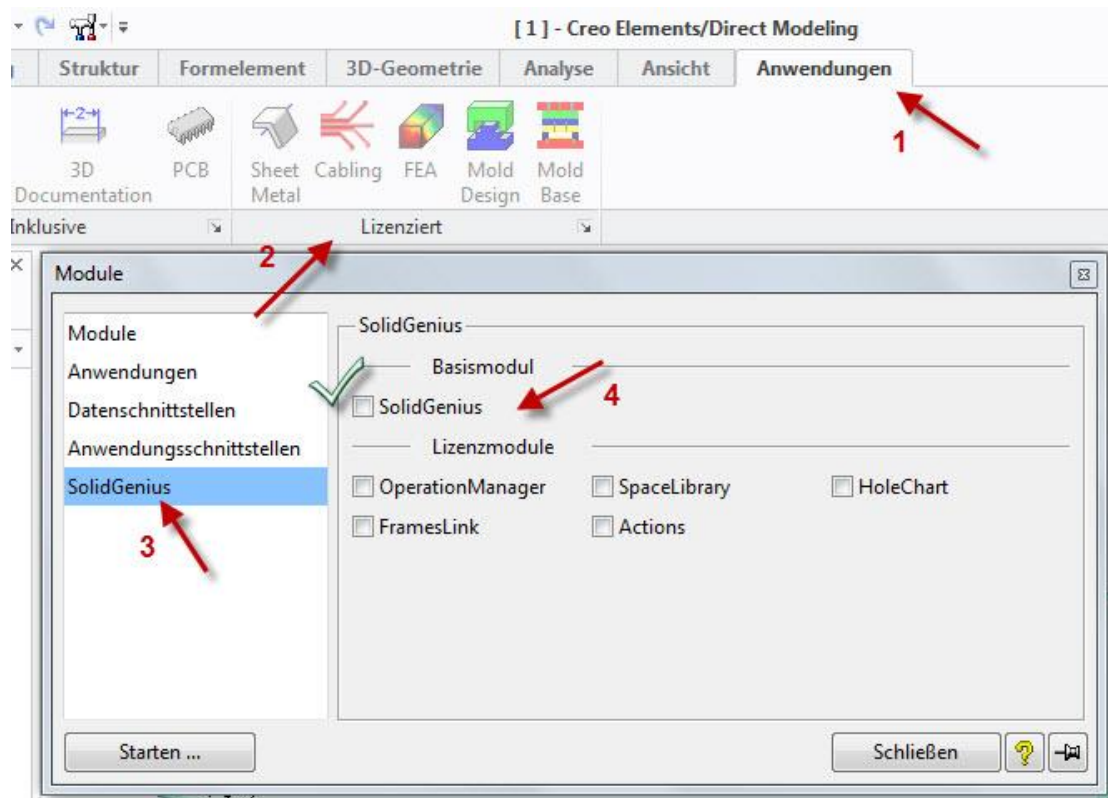 [ 1 ] - Creo Elements/Direct Modeling
Struktur Formelement 3D-Geometrie Analyse Ansicht Anwendungen
1
3D Documentation
PCB
Sheet Metal
Cabling
FEA
Mold Design
Mold Base
Inklusive Lizenziert
2
Module
Module
Anwendungen
Datenschnittstellen
Anwendungsschnittstellen
SolidGenius
3
SolidGenius
Basismodul
SolidGenius
4
Lizenzmodule
OperationManager SpaceLibrary HoleChart
FramesLink Actions
Starten ... Schließen